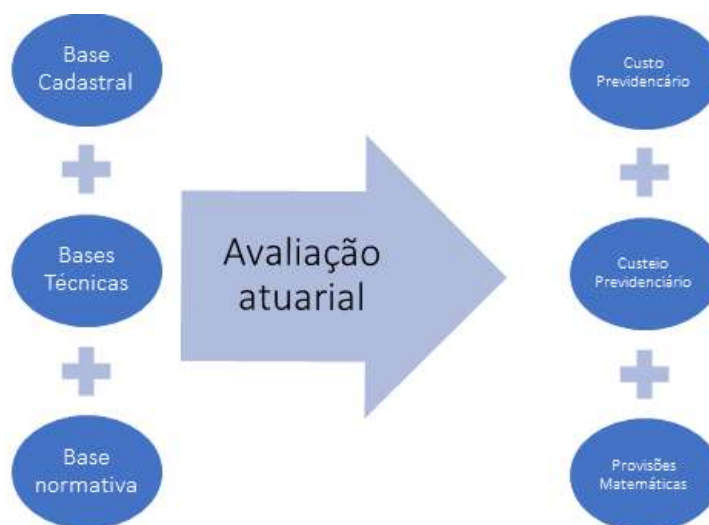 Base
Cadastral
Bases
Técnicas
Base
normativa
Avaliação
atuarial
Custo
Previdencário
Custeio
Previdenciário
Provisões
Matemáticas